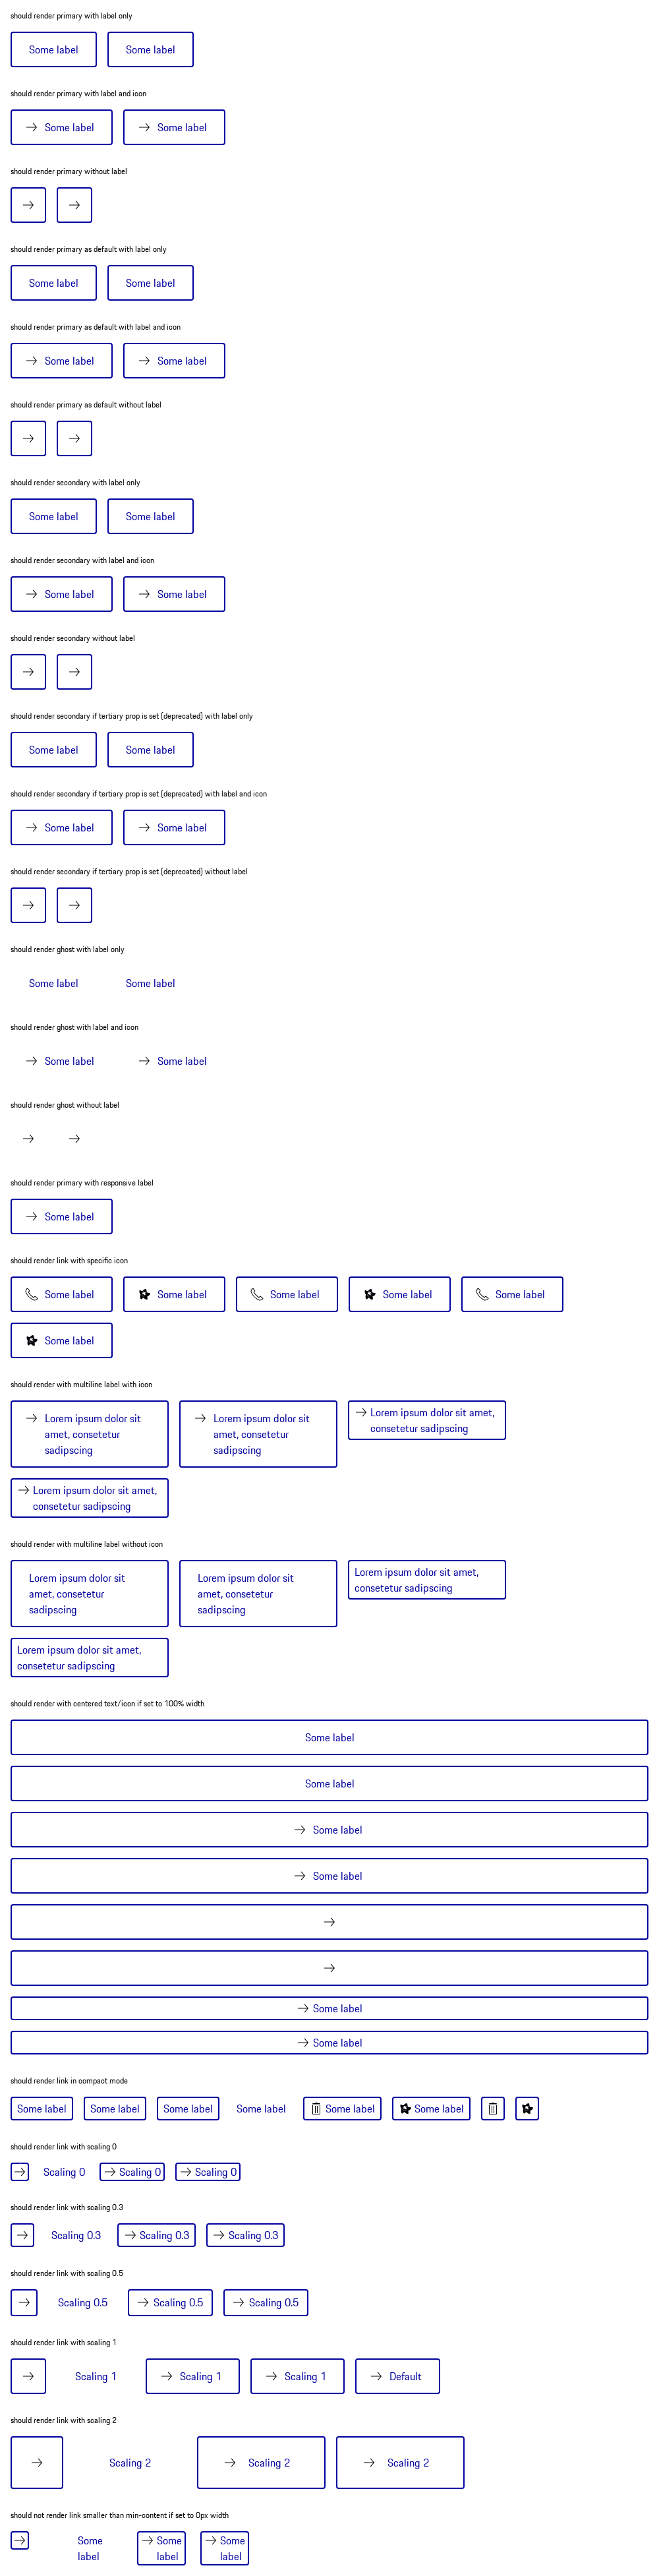 should render primary with label only
Some label Some label
should render primary with label and icon
Some label Some label
should render primary without label
should render primary as default with label only
Some label Some label
should render primary as default with label and icon
Some label Some label
should render primary as default without label
should render secondary with label only
Some label Some label
should render secondary with label and icon
Some label Some label
should render secondary without label
should render secondary if tertiary prop is set (deprecated) with label only
Some label Some label
should render secondary if tertiary prop is set (deprecated) with label and icon
Some label Some label
should render secondary if tertiary prop is set (deprecated) without label
should render ghost with label only
Some label Some label
should render ghost with label and icon
Some label Some label
should render ghost without label
should render primary with responsive label
Some label
should render link with specific icon
Some label Some label Some label Some label Some label
Some label
should render with multiline label with icon
Lorem ipsum dolor sit
amet, consetetur
sadipscing
Lorem ipsum dolor sit
amet, consetetur
sadipscing
Lorem ipsum dolor sit amet,
consetetur sadipscing
Lorem ipsum dolor sit amet,
consetetur sadipscing
should render with multiline label without icon
Lorem ipsum dolor sit
amet, consetetur
sadipscing
Lorem ipsum dolor sit
amet, consetetur
sadipscing
Lorem ipsum dolor sit amet,
consetetur sadipscing
Lorem ipsum dolor sit amet,
consetetur sadipscing
should render with centered text/icon if set to 100% width
Some label
Some label
Some label
Some label
Some label
Some label
should render link in compact mode
Some label Some label Some label Some label Some label Some label
should render link with scaling 0
Scaling 0 Scaling 0 Scaling 0
should render link with scaling 0.3
Scaling 0.3 Scaling 0.3 Scaling 0.3
should render link with scaling 0.5
Scaling 0.5 Scaling 0.5 Scaling 0.5
should render link with scaling 1
Scaling 1 Scaling 1 Scaling 1 Default
should render link with scaling 2
Scaling 2 Scaling 2 Scaling 2
should not render link smaller than min-content if set to 0px width
Some
label
Some
label
Some
label